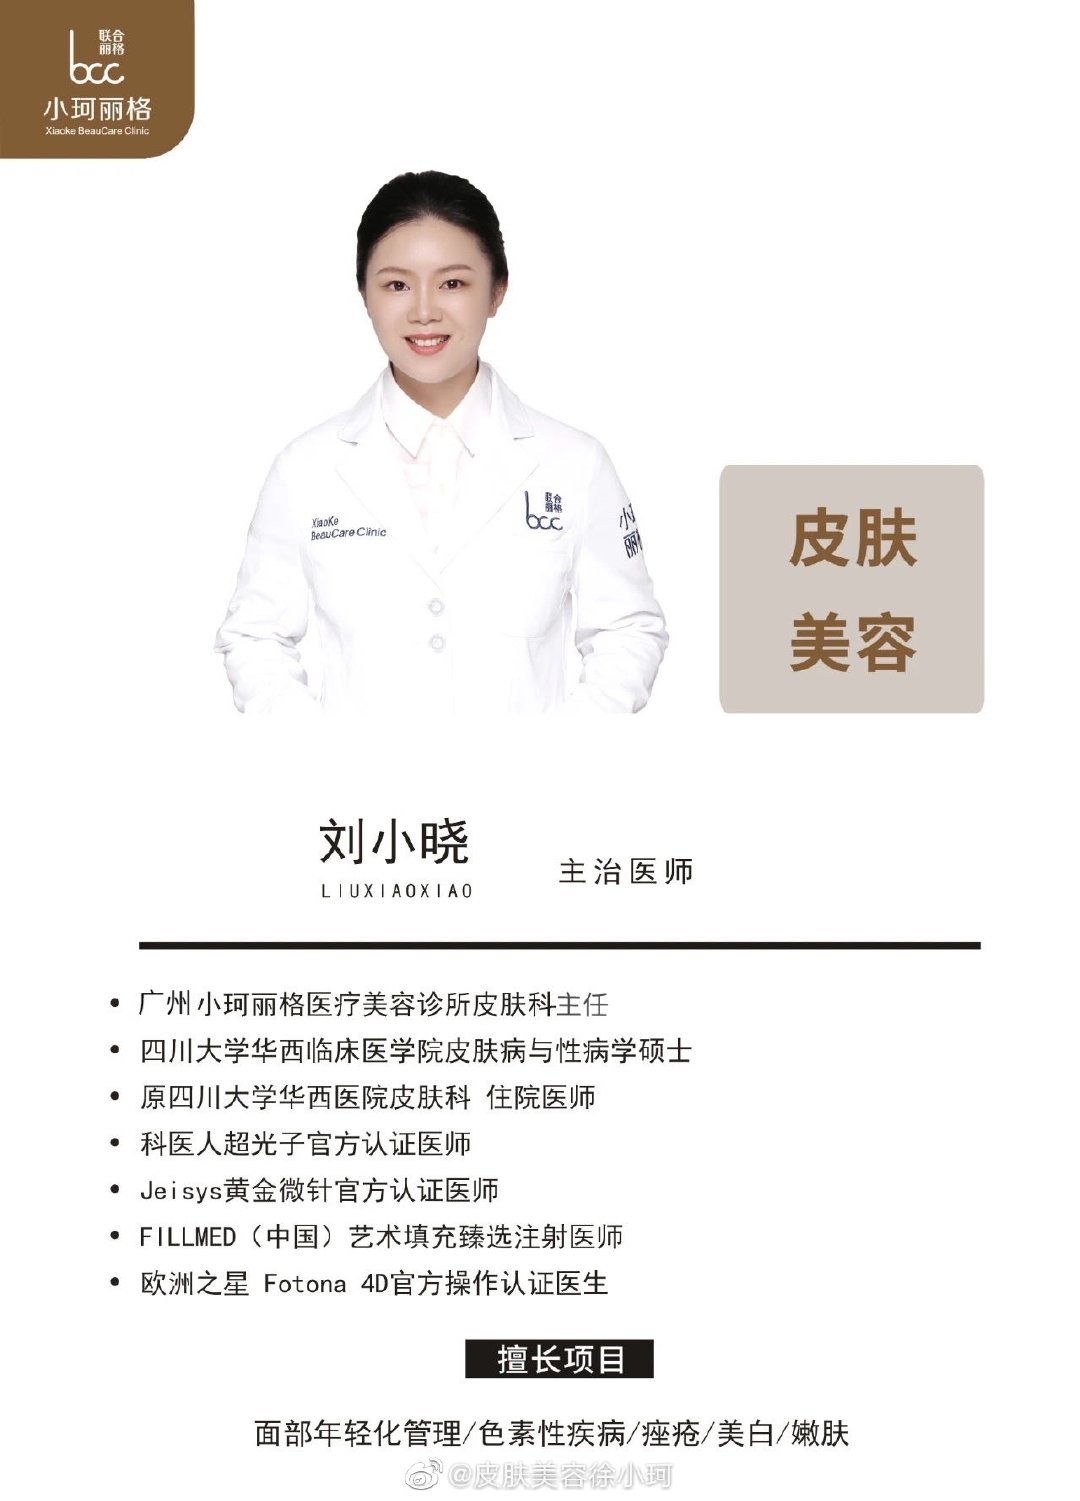 联合
丽格
bcc
小珂丽格
Xiaoke BeauCare Clinic
XiaoKe
BeauCare Clinic
联合
丽格
bcc
皮肤
美容
刘小晓
LIUXIAOXIAO
主治医师
• 广州小珂丽格医疗美容诊所皮肤科主任
• 四川大学华西临床医学院皮肤病与性病学硕士
• 原四川大学华西医院皮肤科 住院医师
• 科医人超光子官方认证医师
• Jeisys黄金微针官方认证医师
• FILLMED（中国）艺术填充臻选注射医师
• 欧洲之星 Fotona 4D官方操作认证医生
擅长项目
面部年轻化管理/色素性疾病/痤疮/美白/嫩肤
@皮肤美容徐小珂